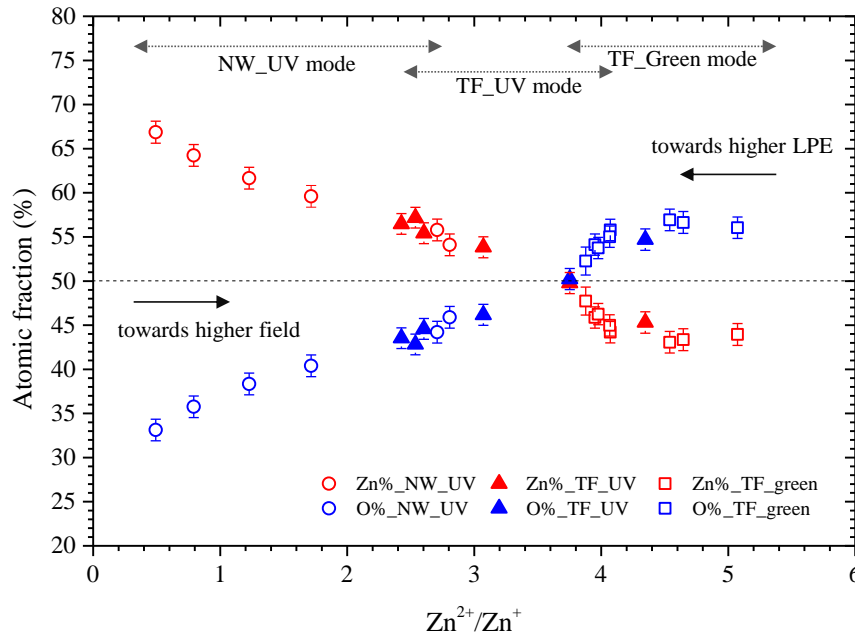 80
75
70
65
60
55
50
45
40
35
30
25
20
Atomic fraction (%)
NW_UV mode
TF_UV mode
TF_Green mode
towards higher LPE
towards higher field
Zn%_NW_UV
Zn%_TF_UV
Zn%_TF_green
O%_NW_UV
O%_TF_UV
O%_TF_green
0 1 2 3 4 5 6
Zn²⁺/Zn⁺